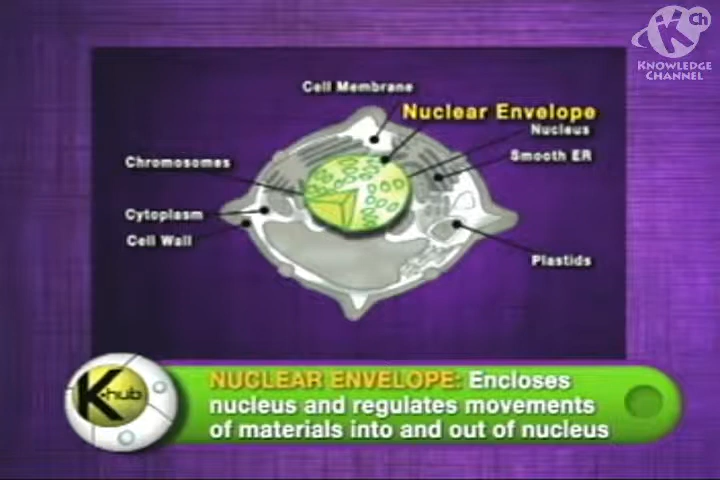 K Ch
KNOWLEDGE
CHANNEL
Cell Membrane
Nuclear Envelope
Nucleus
Smooth ER
Chromosomes
Cytoplasm
Cell Wall
Plastids
K-hub
NUCLEAR ENVELOPE: Encloses
nucleus and regulates movements
of materials into and out of nucleus